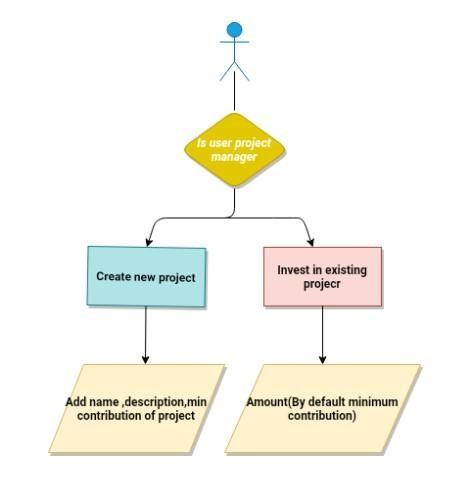 Is user project
manager
Create new project
Invest in existing
projecr
Add name ,description,min
contribution of project
Amount(By default minimum
contribution)